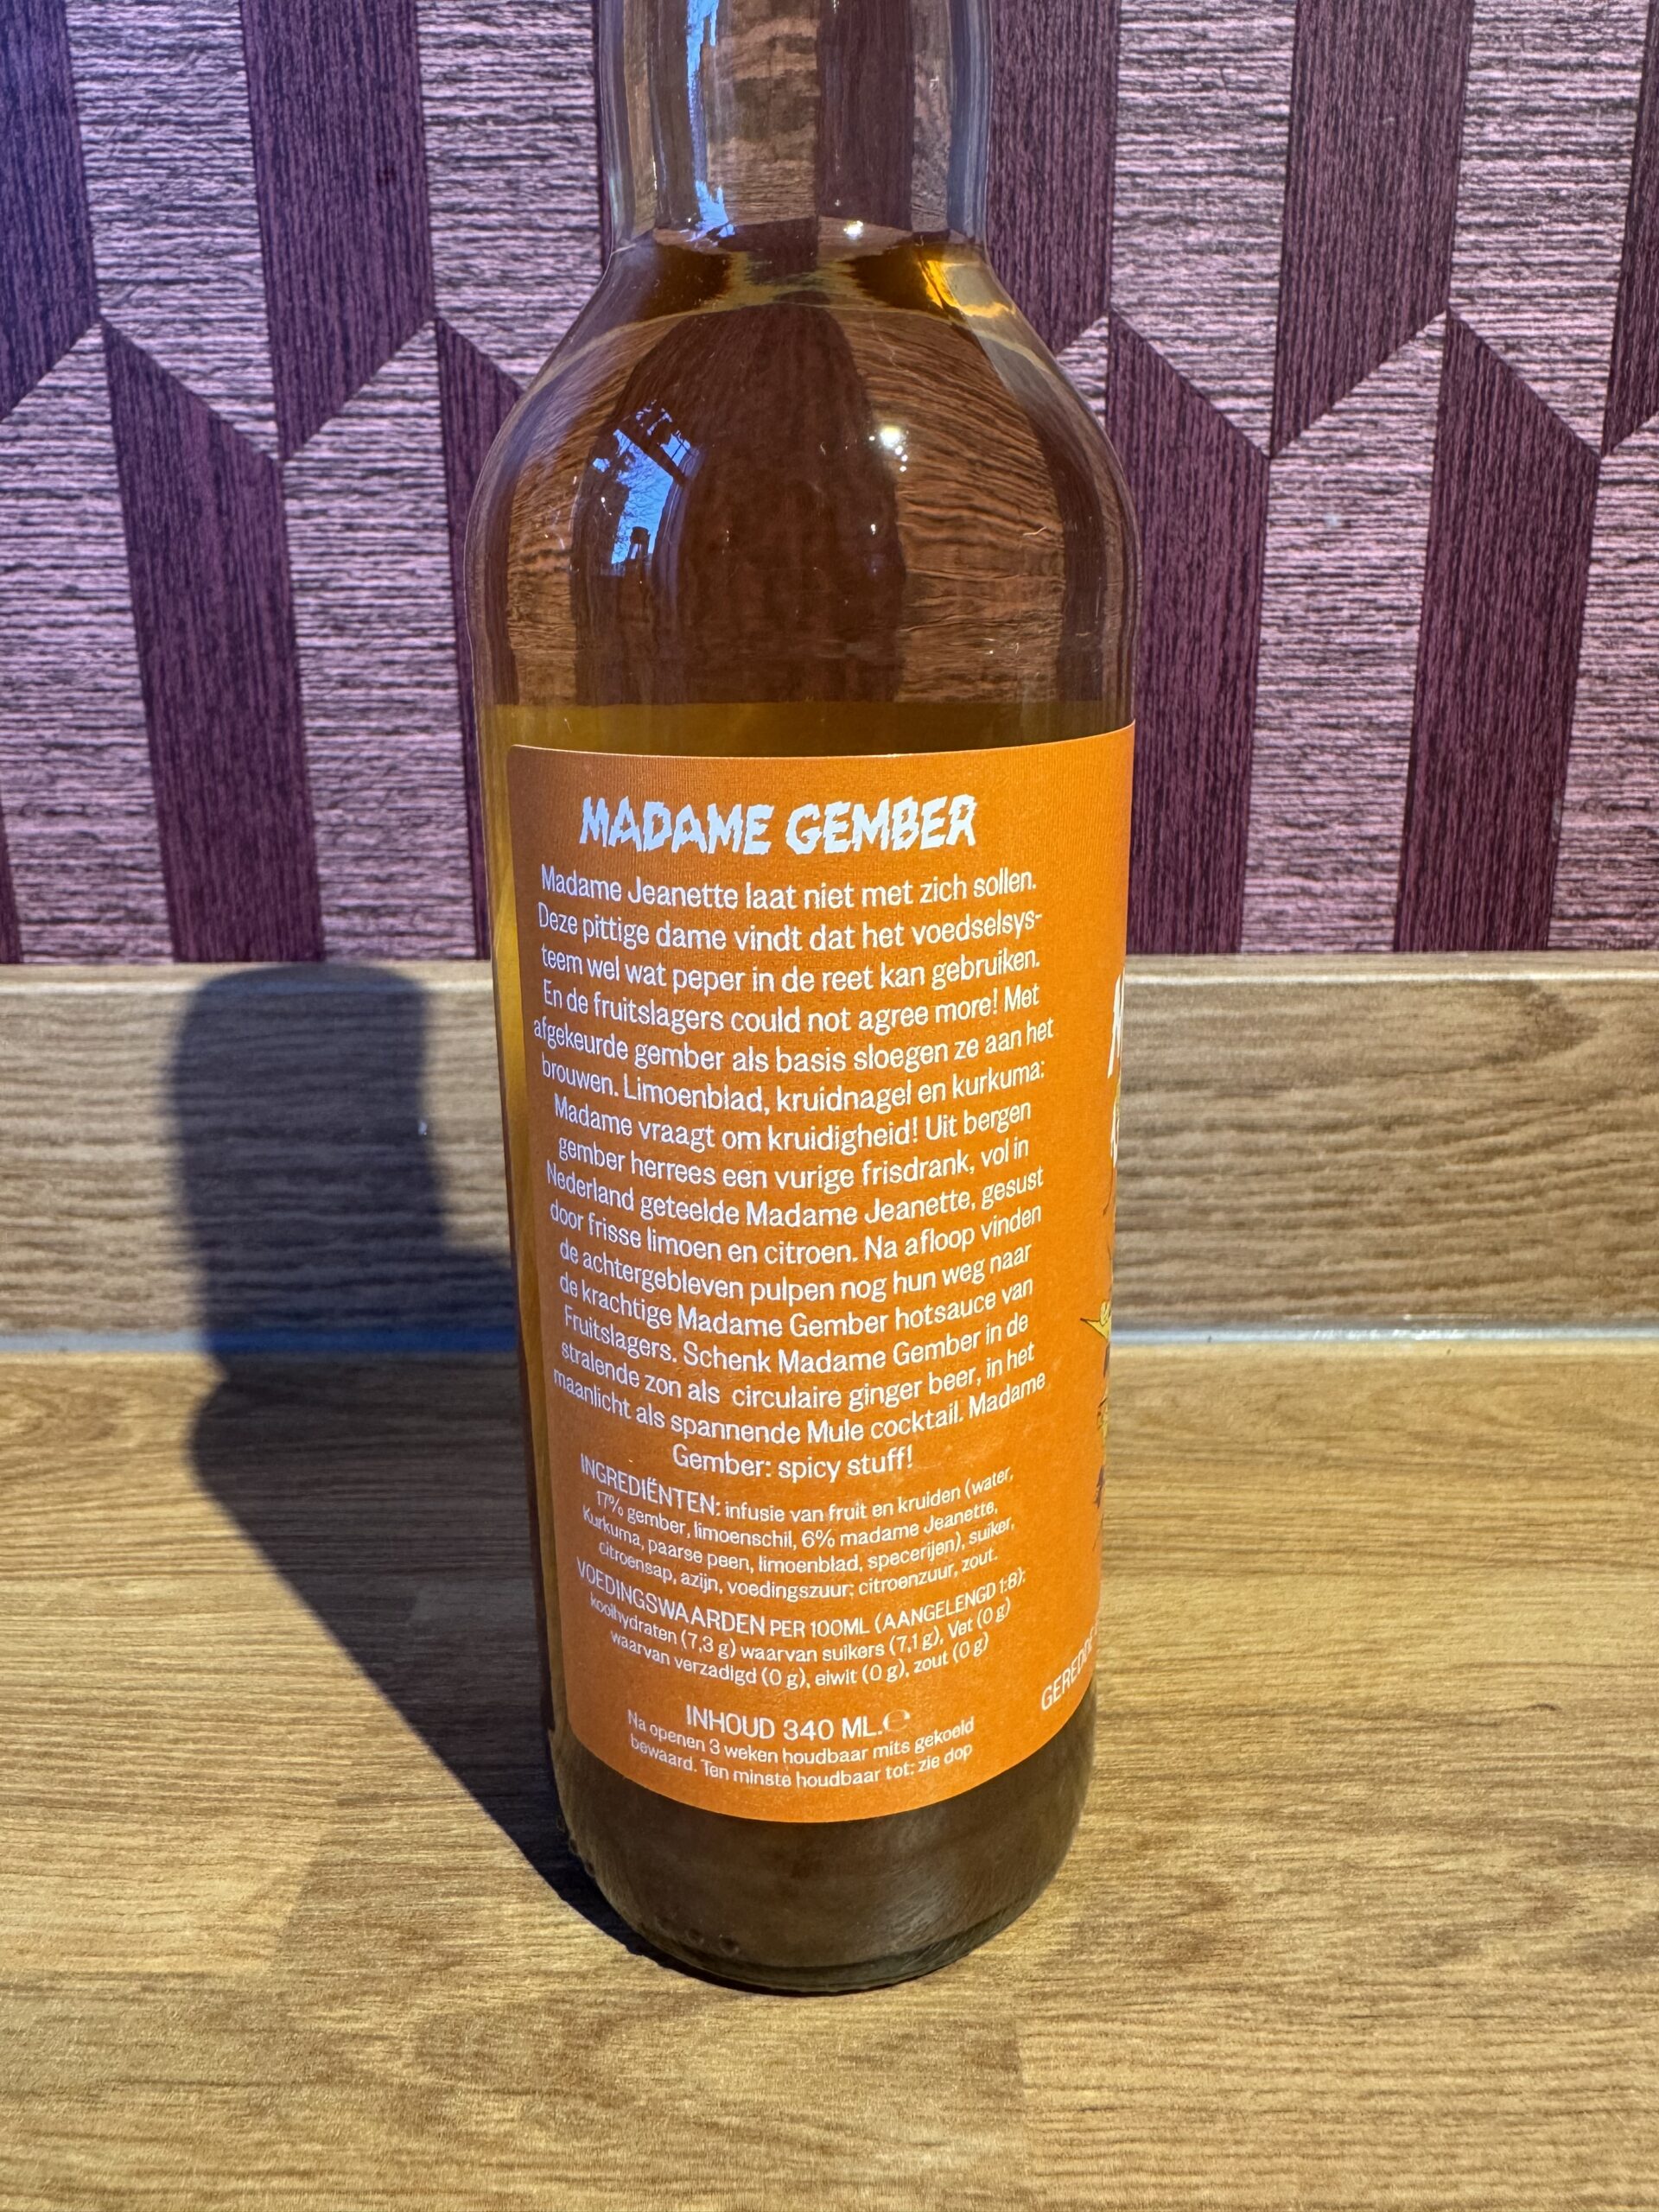 MADAME GEMBER
Madame Jeanette laat niet met zich sollen.
Deze pittige dame vindt dat het voedselsys-
teem wel wat peper in de reet kan gebruiken.
En de fruitslagers could not agree more! Met
afgekeurde gember als basis sloegen ze aan het
brouwen. Limoenblad, kruidnagel en kurkuma:
Madame vraagt om kruidigheid! Uit bergen
gember herrees een vurige frisdrank, vol in
Nederland geteelde Madame Jeanette, gesust
door frisse limoen en citroen. Na afloop vinden
de achtergebleven pulpen nog hun weg naar
de krachtige Madame Gember hotsauce van
Fruitslagers. Schenk Madame Gember in de
stralende zon als circulaire ginger beer, in het
maanlicht als spannende Mule cocktail. Madame
Gember: spicy stuff!
INGREDIËNTEN: infusie van fruit en kruiden (water,
17% gember, limoenschil, 6% madame Jeanette,
Kurkuma, paarse peen, limoenblad, specerijen), suiker,
citroensap, azijn, voedingszuur: citroenzuur, zout.
VOEDINGSWAARDEN PER 100ML (AANGELENGD 1:8):
koolhydraten (7,3 g) waarvan suikers (7,1 g), Vet (0 g)
waarvan verzadigd (0 g), eiwit (0 g), zout (0 g)
INHOUD 340 ML.℮
Na openen 3 weken houdbaar mits gekoeld
bewaard. Ten minste houdbaar tot: zie dop